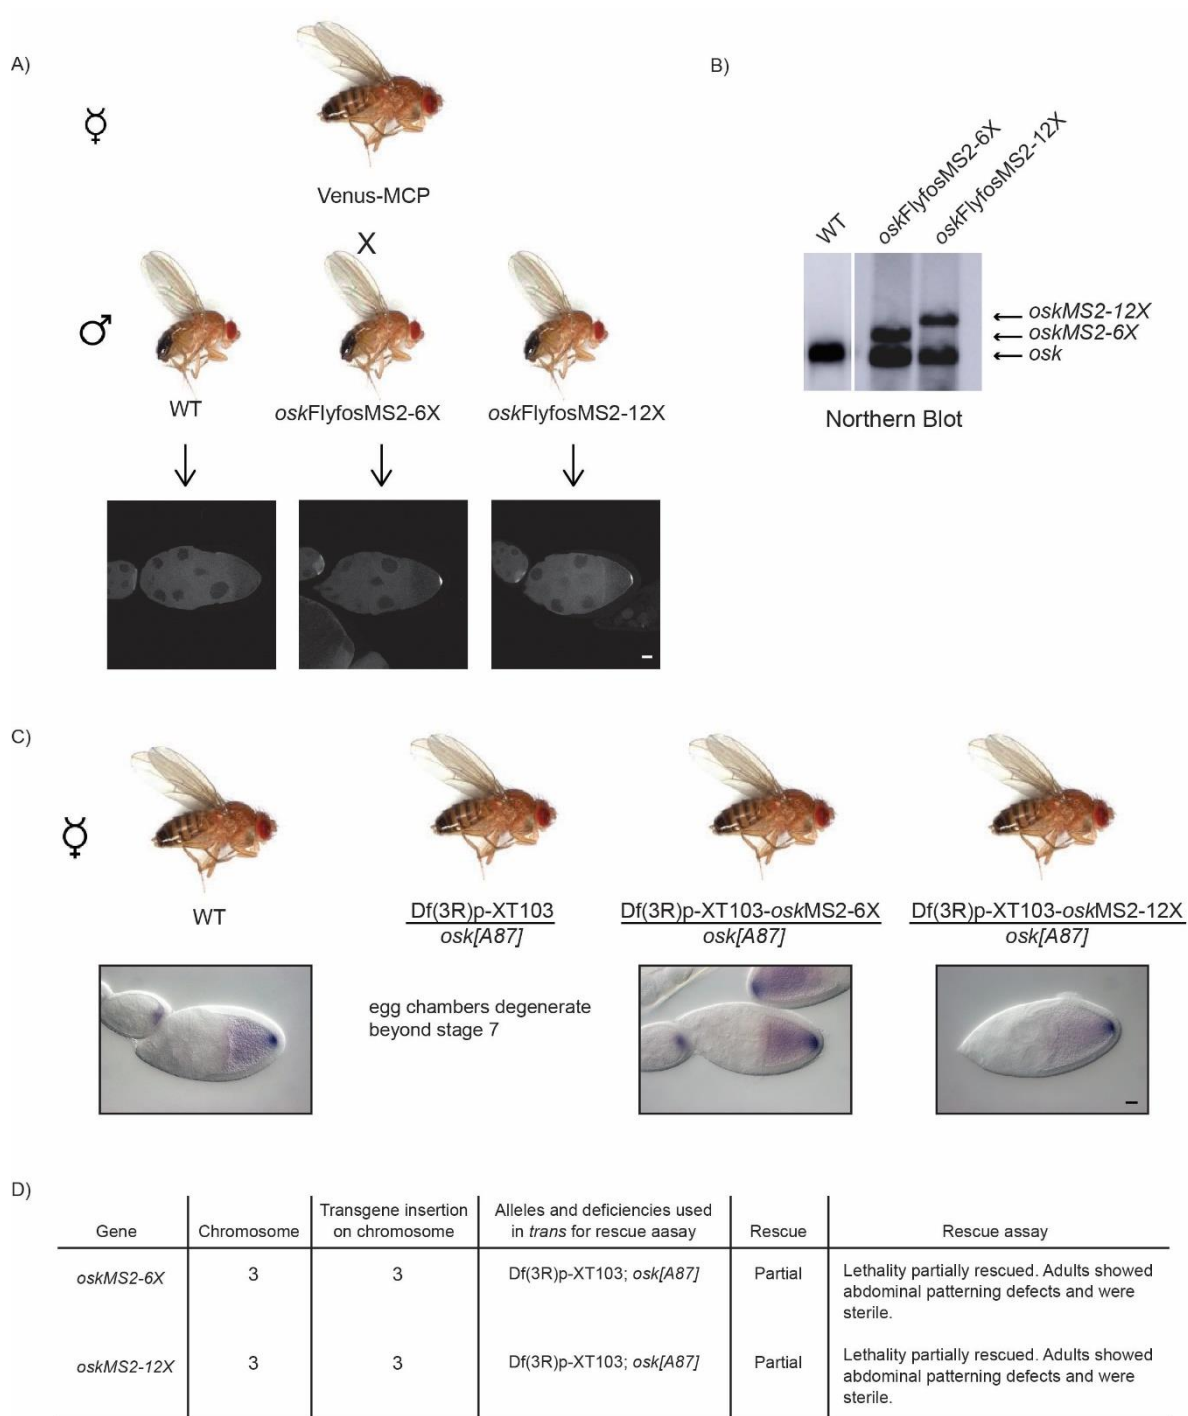 A)
☿
Venus-MCP
X
♂
WT
oskFlyfosMS2-6X
oskFlyfosMS2-12X
B)
WT
oskFlyfosMS2-6X
oskFlyfosMS2-12X
oskMS2-12X
oskMS2-6X
osk
Northern Blot
C)
☿
WT
Df(3R)p-XT103
osk[A87]
Df(3R)p-XT103-oskMS2-6X
osk[A87]
Df(3R)p-XT103-oskMS2-12X
osk[A87]
egg chambers degenerate
beyond stage 7
D)
Gene
Chromosome
Transgene insertion
on chromosome
Alleles and deficiencies used
in trans for rescue aasay
Rescue
Rescue aasay
oskMS2-6X
3
3
Df(3R)p-XT103; osk[A87]
Partial
Lethality partially rescued. Adults showed
abdominal patterning defects and were
sterile.
oskMS2-12X
3
3
Df(3R)p-XT103; osk[A87]
Partial
Lethality partially rescued. Adults showed
abdominal patterning defects and were
sterile.